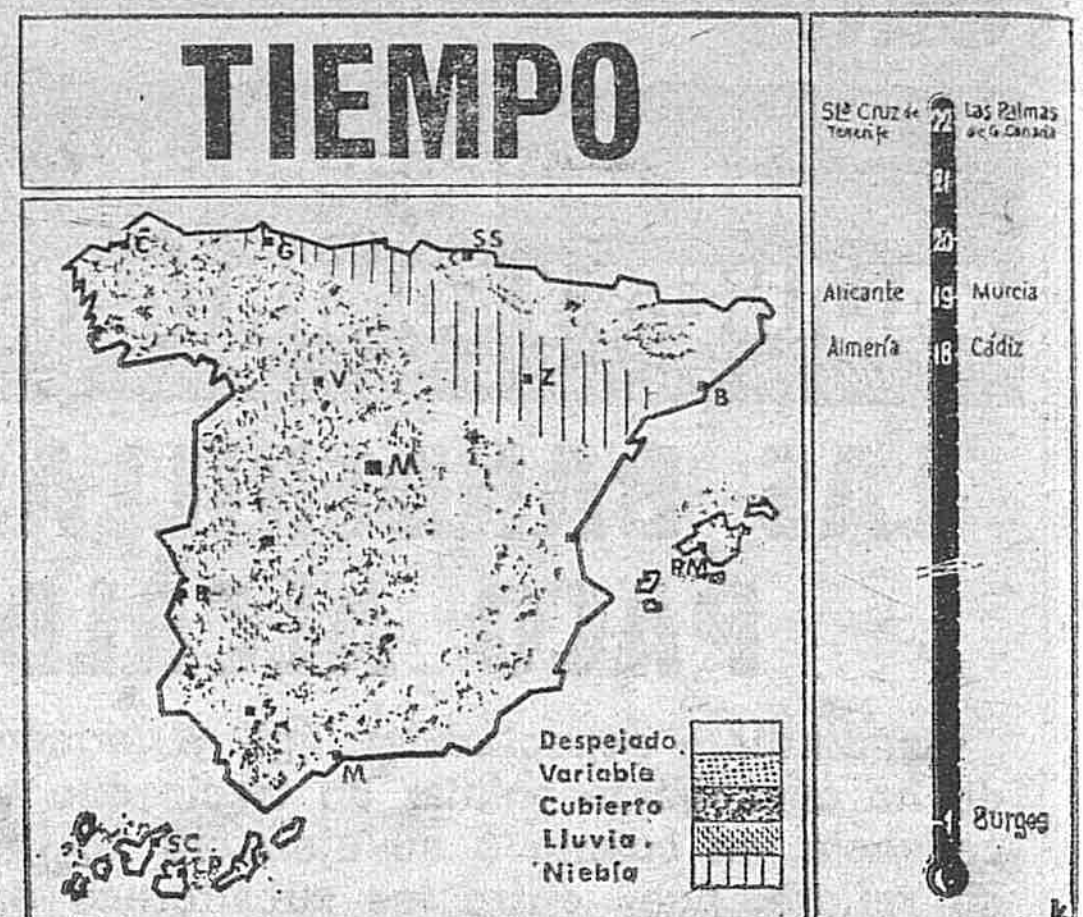 TIEMPO
Stª Cruz de Tenerife 22 Las Palmas de G. Canaria
21
20
Alicante 19 Murcia
Almería 18 Cádiz
Burgos
C
G
SS
V
Z
B
M
PM
B
S
M
SC
LP
Despejado.
Variable
Cubierto
Lluvia.
Niebla